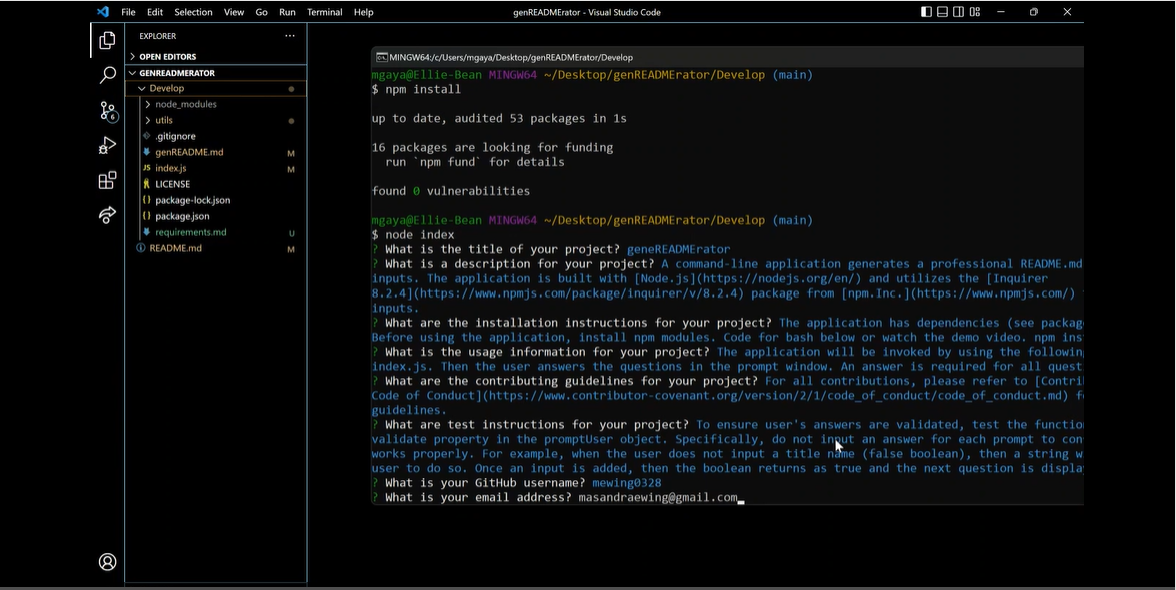 File Edit Selection View Go Run Terminal Help
genREADMErator - Visual Studio Code
EXPLORER
OPEN EDITORS
GENREADMERATOR
Develop
node_modules
utils
.gitignore
genREADME.md M
JS index.js M
LICENSE
{} package-lock.json
{} package.json
requirements.md U
README.md M
6
MINGW64:/c/Users/mgaya/Desktop/genREADMErator/Develop
mgaya@Ellie-Bean MINGW64 ~/Desktop/genREADMErator/Develop (main)
$ npm install
up to date, audited 53 packages in 1s
16 packages are looking for funding
run `npm fund` for details
found 0 vulnerabilities
mgaya@Ellie-Bean MINGW64 ~/Desktop/genREADMErator/Develop (main)
$ node index
? What is the title of your project? geneREADMErator
? What is a description for your project? A command-line application generates a professional README.md
inputs. The application is built with [Node.js](https://nodejs.org/en/) and utilizes the [Inquirer
8.2.4](https://www.npmjs.com/package/inquirer/v/8.2.4) package from [npm.Inc.](https://www.npmjs.com/)
inputs.
? What are the installation instructions for your project? The application has dependencies (see packag
Before using the application, install npm modules. Code for bash below or watch the demo video. npm ins
? What is the usage information for your project? The application will be invoked by using the followin
index.js. Then the user answers the questions in the prompt window. An answer is required for all quest
? What are the contributing guidelines for your project? For all contributions, please refer to [Contri
Code of Conduct](https://www.contributor-covenant.org/version/2/1/code_of_conduct/code_of_conduct.md) f
guidelines.
? What are test instructions for your project? To ensure user's answers are validated, test the functio
validate property in the promptUser object. Specifically, do not input an answer for each prompt to con
works properly. For example, when the user does not input a title name (false boolean), then a string w
user to do so. Once an input is added, then the boolean returns as true and the next question is displa
? What is your GitHub username? mewing0328
? What is your email address? masandraewing@gmail.com